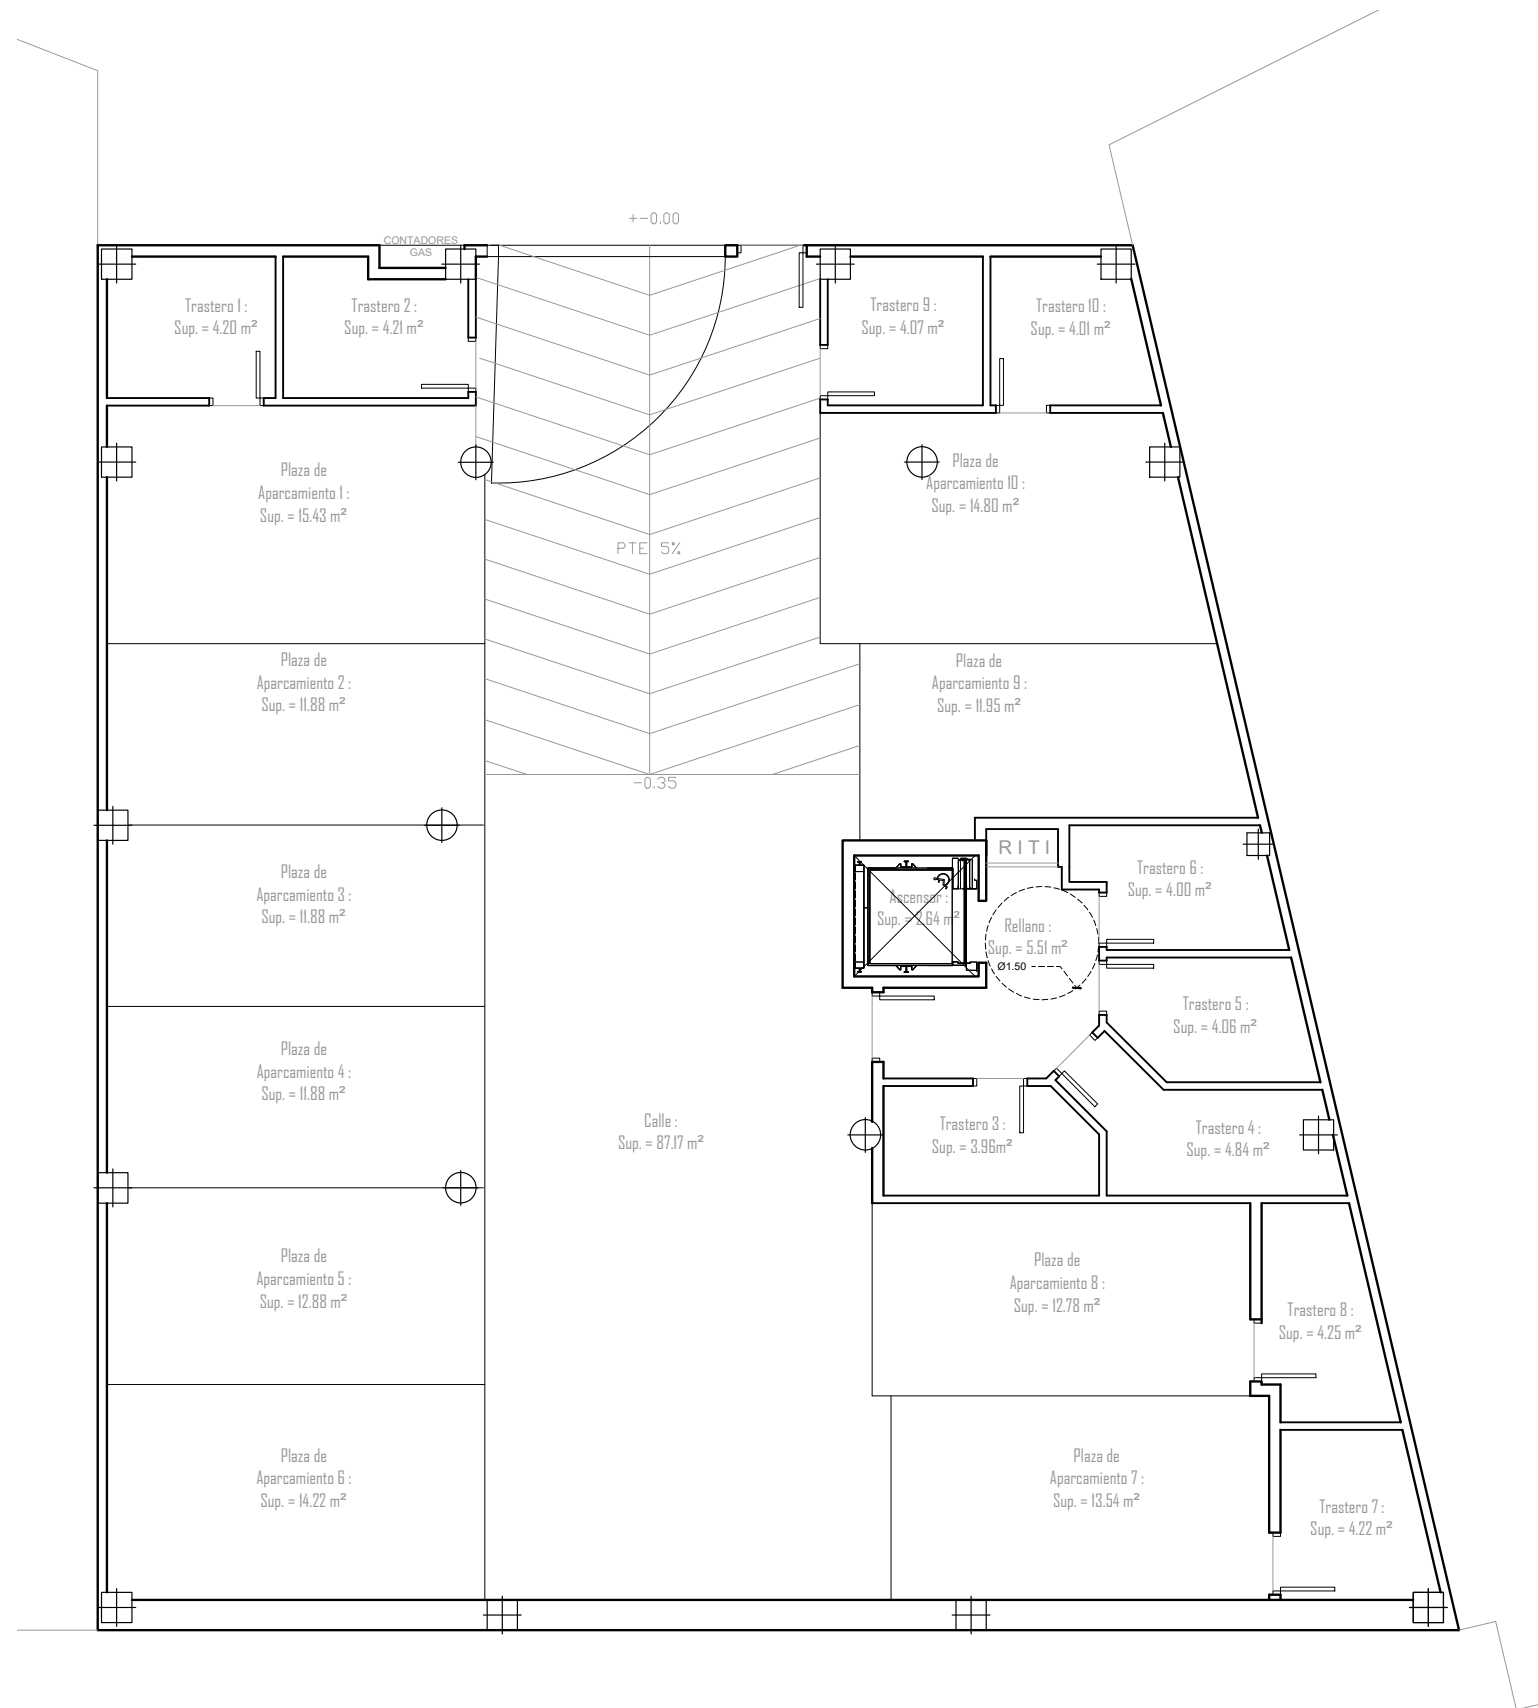 +-0.00
CONTADORES
GAS
Trastero 1 :
Sup. = 4.20 m²
Trastero 2 :
Sup. = 4.21 m²
Trastero 9 :
Sup. = 4.07 m²
Trastero 10 :
Sup. = 4.01 m²
Plaza de
Aparcamiento 1 :
Sup. = 15.43 m²
Plaza de
Aparcamiento 10 :
Sup. = 14.80 m²
PTE 5%
Plaza de
Aparcamiento 2 :
Sup. = 11.88 m²
Plaza de
Aparcamiento 9 :
Sup. = 11.95 m²
-0.35
RITI
Plaza de
Aparcamiento 3 :
Sup. = 11.88 m²
Ascensor :
Sup. = 2.64 m²
Rellano :
Sup. = 5.51 m²
Ø1.50
Trastero 6 :
Sup. = 4.00 m²
Trastero 5 :
Sup. = 4.06 m²
Plaza de
Aparcamiento 4 :
Sup. = 11.88 m²
Calle :
Sup. = 87.17 m²
Trastero 3 :
Sup. = 3.96m²
Trastero 4 :
Sup. = 4.84 m²
Plaza de
Aparcamiento 5 :
Sup. = 12.88 m²
Plaza de
Aparcamiento 8 :
Sup. = 12.78 m²
Trastero 8 :
Sup. = 4.25 m²
Plaza de
Aparcamiento 6 :
Sup. = 14.22 m²
Plaza de
Aparcamiento 7 :
Sup. = 13.54 m²
Trastero 7 :
Sup. = 4.22 m²